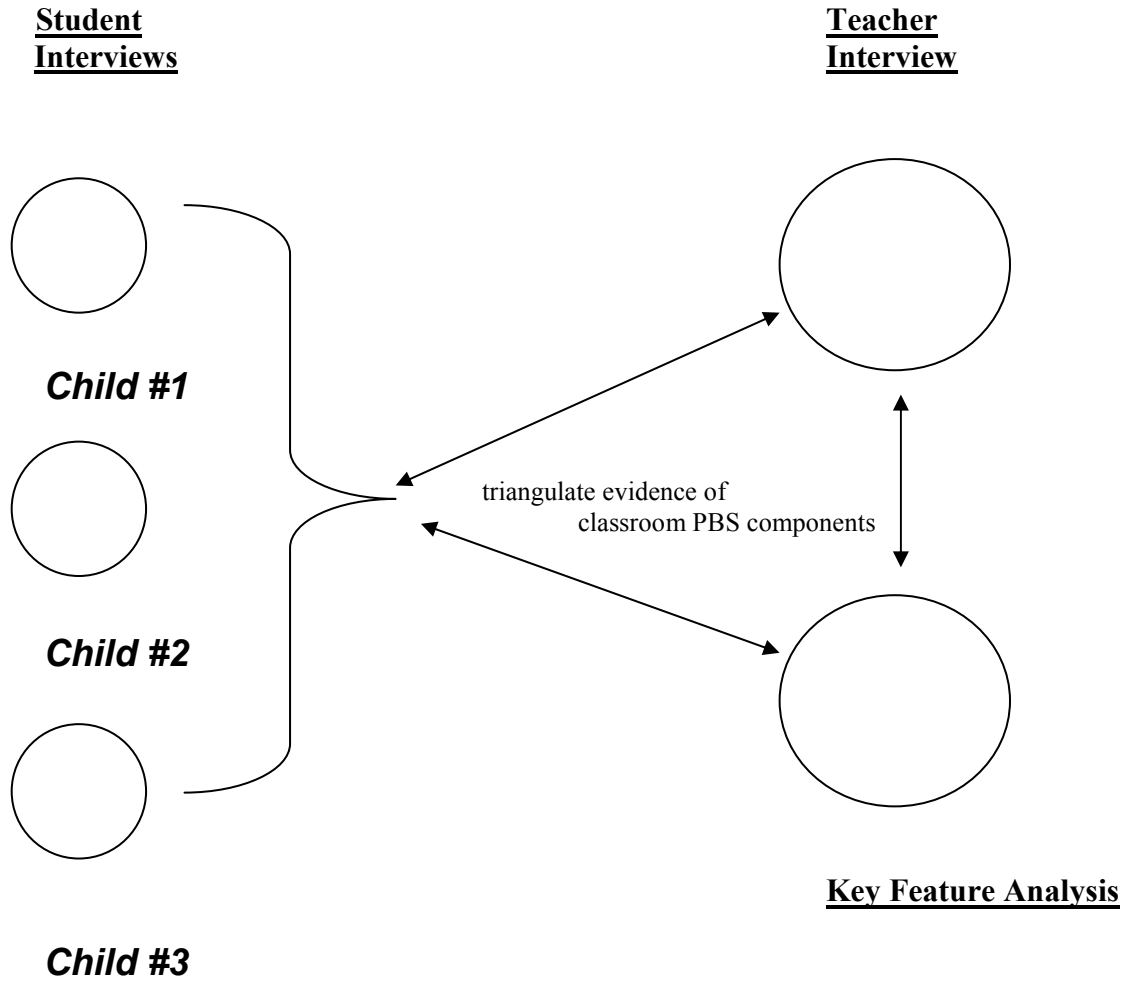 Student
Interviews
Teacher
Interview
Child #1
triangulate evidence of
classroom PBS components
Child #2
Key Feature Analysis
Child #3